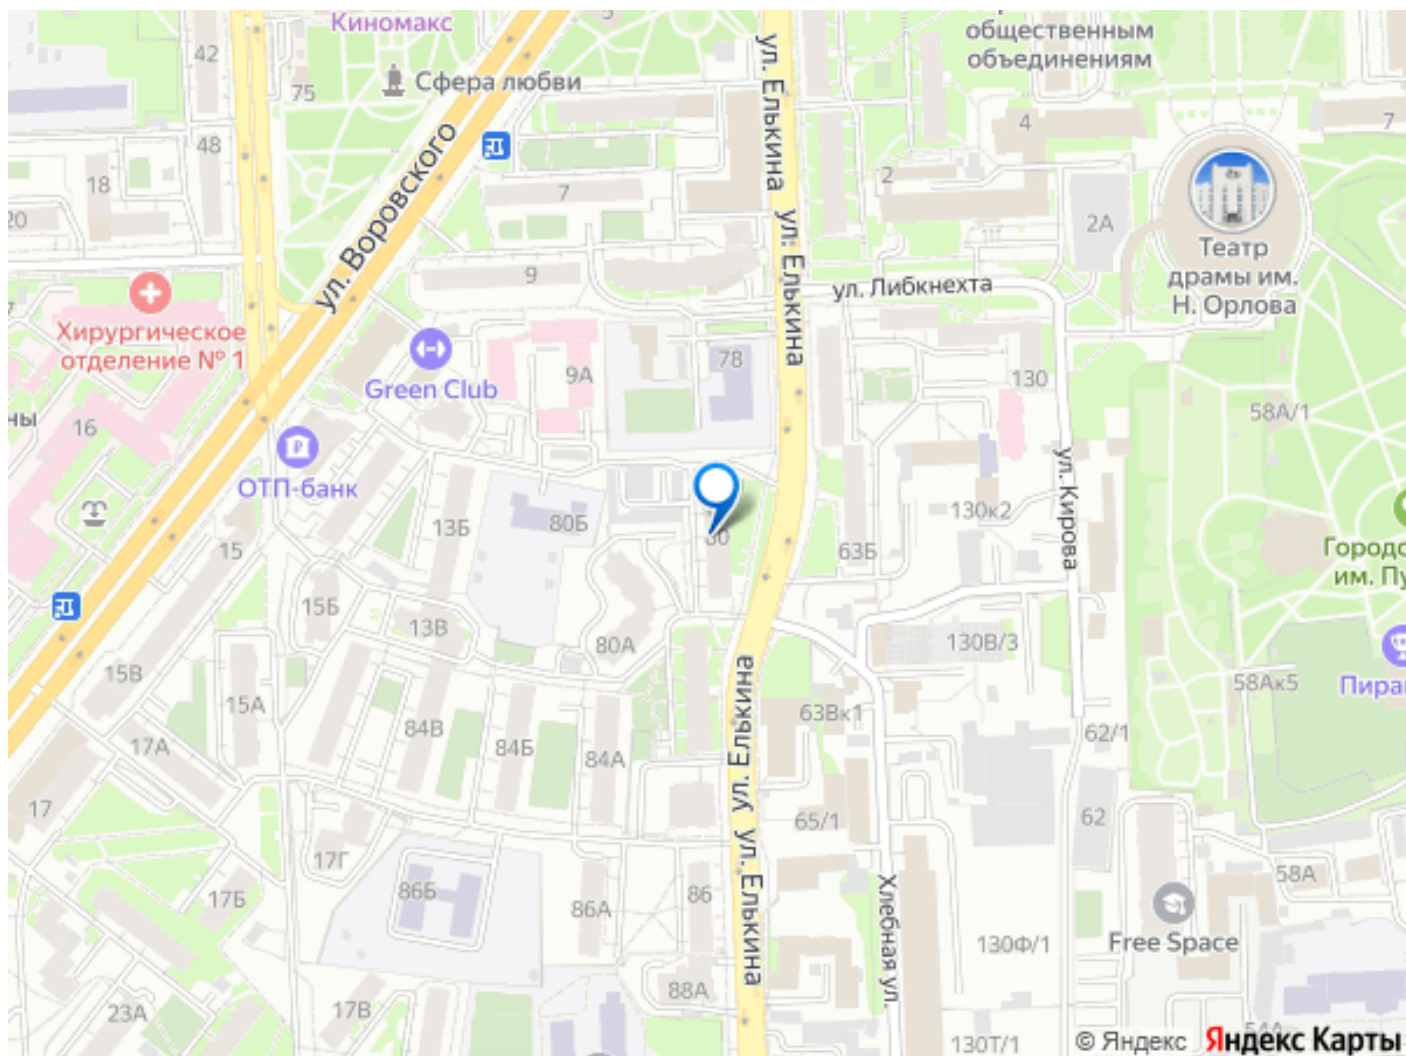 Киномакс
5
общественным
объединениям
42
75
Сфера любви
ул. Елькина
4
7
48
18
ул. Воровского
7
2
20
2А
ул. Елькина
Театр
драмы им.
Н. Орлова
9
ул. Либкнехта
Хирургическое
отделение № 1
Green Club
9А
78
130
58А/1
ны
16
ОТП-банк
ул. Кирова
13Б
80Б
130к2
15
63Б
15Б
13В
80А
130В/3
15В
58Ак5
15А
ул. Елькина
63Вк1
17А
84В
84Б
84А
62/1
17
65/1
62
17Г
ул. Елькина
17Б
86Б
86А
86
58А
Хлебная ул.
Free Space
130Ф/1
88А
23А
17В
130Т/1
© Яндекс
Яндекс Карты